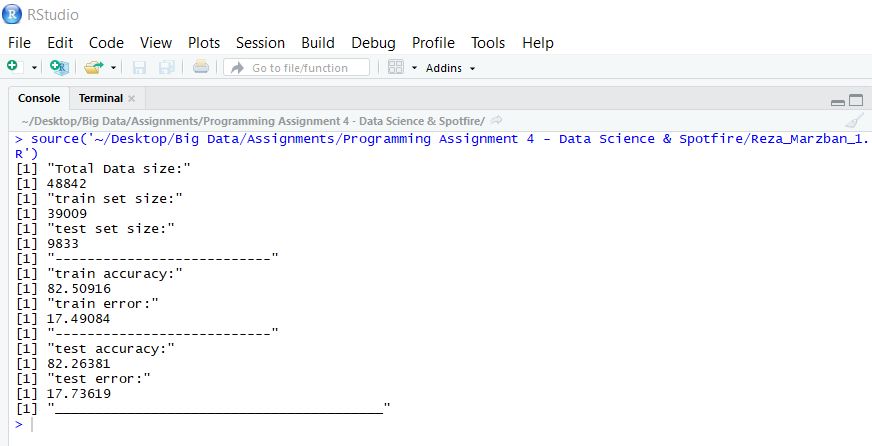 RStudio
File Edit Code View Plots Session Build Debug Profile Tools Help
Go to file/function Addins
Console Terminal
~/Desktop/Big Data/Assignments/Programming Assignment 4 - Data Science & Spotfire/
> source('~/Desktop/Big Data/Assignments/Programming Assignment 4 - Data Science & Spotfire/Reza_Marzban_1.
R')
[1] "Total Data size:"
[1] 48842
[1] "train set size:"
[1] 39009
[1] "test set size:"
[1] 9833
[1] "---------------------------"
[1] "train accuracy:"
[1] 82.50916
[1] "train error:"
[1] 17.49084
[1] "---------------------------"
[1] "test accuracy:"
[1] 82.26381
[1] "test error:"
[1] 17.73619
[1] "_________________________________________"
>